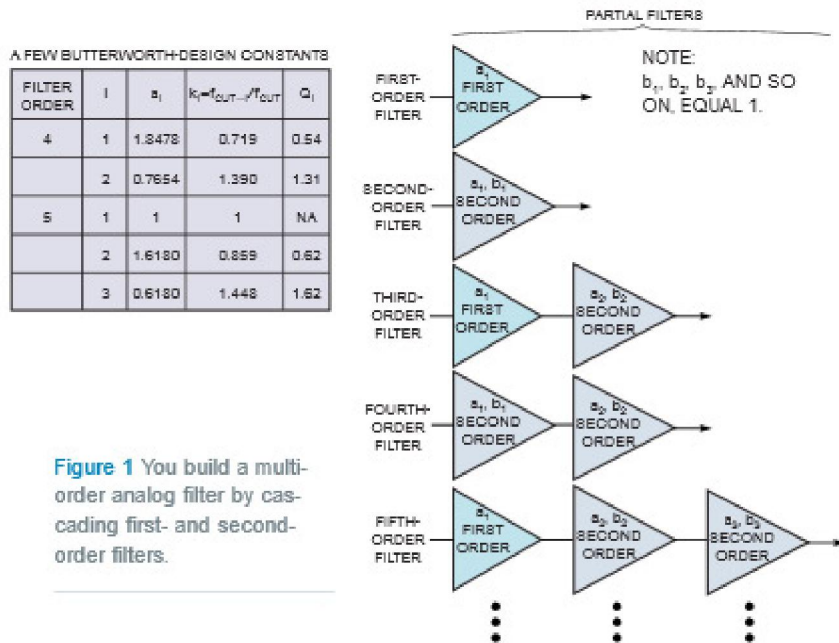 PARTIAL FILTERS
A FEW BUTTERWORTH-DESIGN CONSTANTS
FILTER ORDER I aᵢ kᵢ=f_CUT–i/f_CUT Qᵢ
4 1 1.8478 0.719 0.54
2 0.7654 1.390 1.31
5 1 1 1 NA
2 1.6180 0.859 0.62
3 0.6180 1.448 1.62
NOTE:
b₁, b₂, b₃, AND SO
ON, EQUAL 1.
FIRST-
ORDER
FILTER
a₁
FIRST
ORDER
SECOND-
ORDER
FILTER
a₁, b₁
SECOND
ORDER
THIRD-
ORDER
FILTER
a₁
FIRST
ORDER
a₂, b₂
SECOND
ORDER
FOURTH-
ORDER
FILTER
a₁, b₁
SECOND
ORDER
a₂, b₂
SECOND
ORDER
FIFTH-
ORDER
FILTER
a₁
FIRST
ORDER
a₂, b₂
SECOND
ORDER
a₃, b₃
SECOND
ORDER
Figure 1 You build a multi-
order analog filter by cas-
cading first- and second-
order filters.